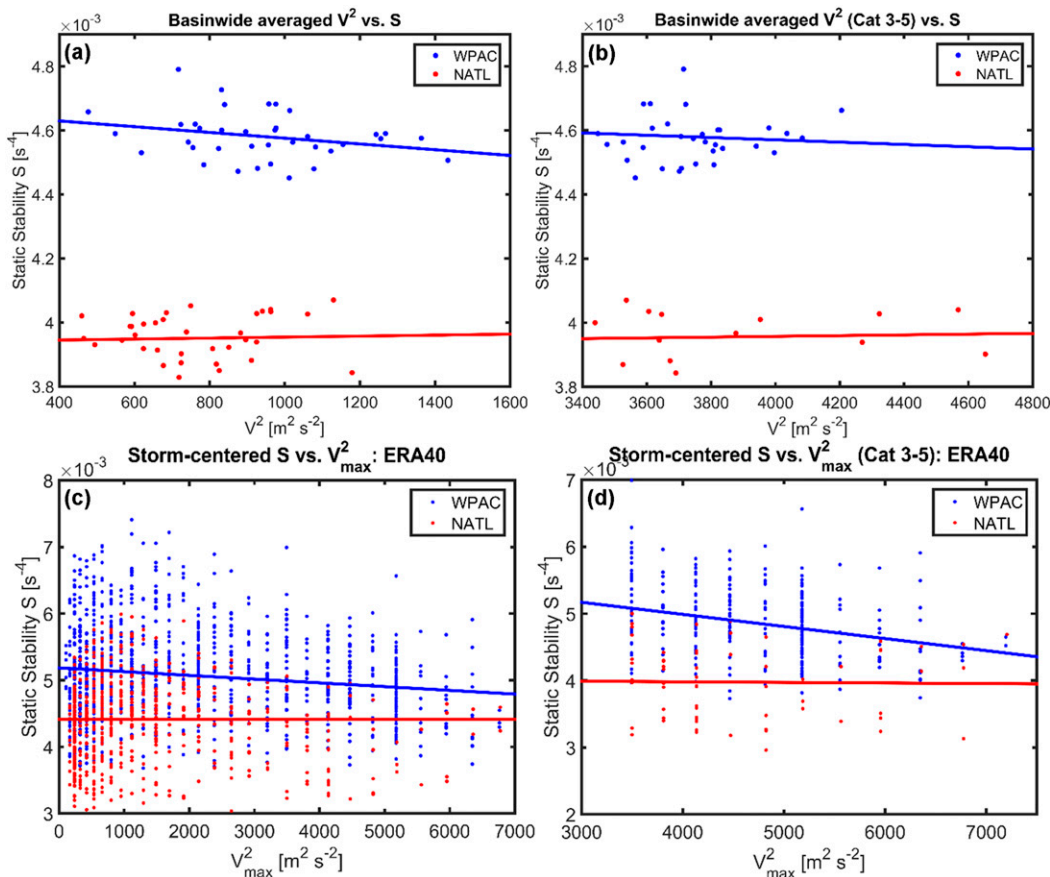 Basinwide averaged V² vs. S
×10⁻³
(a)
WPAC
NATL
4.8
4.6
4.4
4.2
4
3.8
Static Stability S [s⁻⁴]
400 600 800 1000 1200 1400 1600
V² [m² s⁻²]
Basinwide averaged V² (Cat 3-5) vs. S
×10⁻³
(b)
WPAC
NATL
4.8
4.6
4.4
4.2
4
3.8
Static Stability S [s⁻⁴]
3400 3600 3800 4000 4200 4400 4600 4800
V² [m² s⁻²]
Storm-centered S vs. V²max: ERA40
×10⁻³
(c)
WPAC
NATL
8
7
6
5
4
3
Static Stability S [s⁻⁴]
0 1000 2000 3000 4000 5000 6000 7000
V²max [m² s⁻²]
Storm-centered S vs. V²max (Cat 3-5): ERA40
×10⁻³
(d)
WPAC
NATL
7
6
5
4
3
2
Static Stability S [s⁻⁴]
3000 4000 5000 6000 7000
V²max [m² s⁻²]